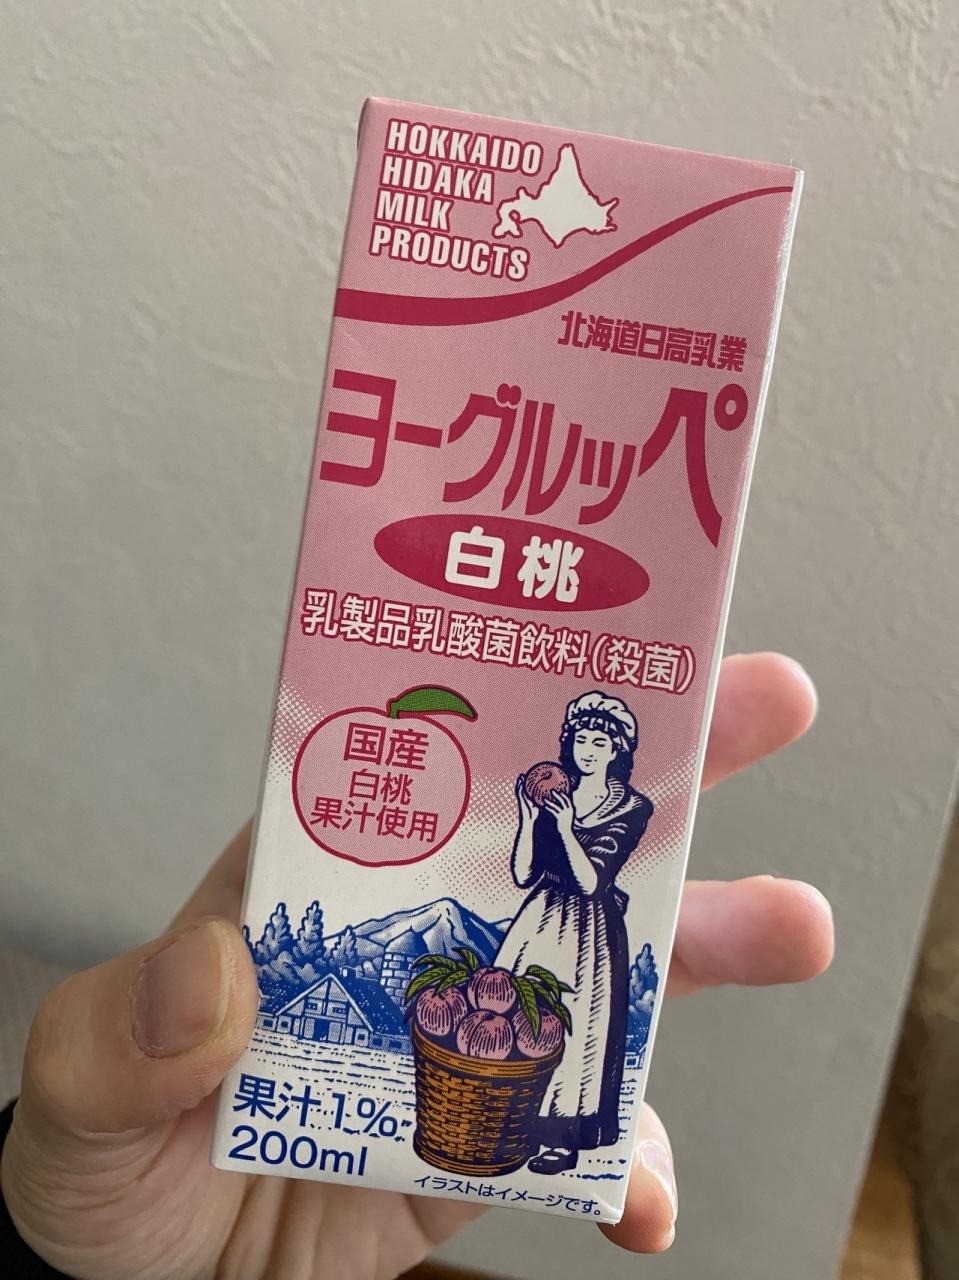 HOKKAIDO
HIDAKA
MILK
PRODUCTS
北海道日高乳業
ヨーグルッペ
白桃
乳製品乳酸菌飲料(殺菌)
国産
白桃
果汁使用
果汁1%
200ml
イラストはイメージです。